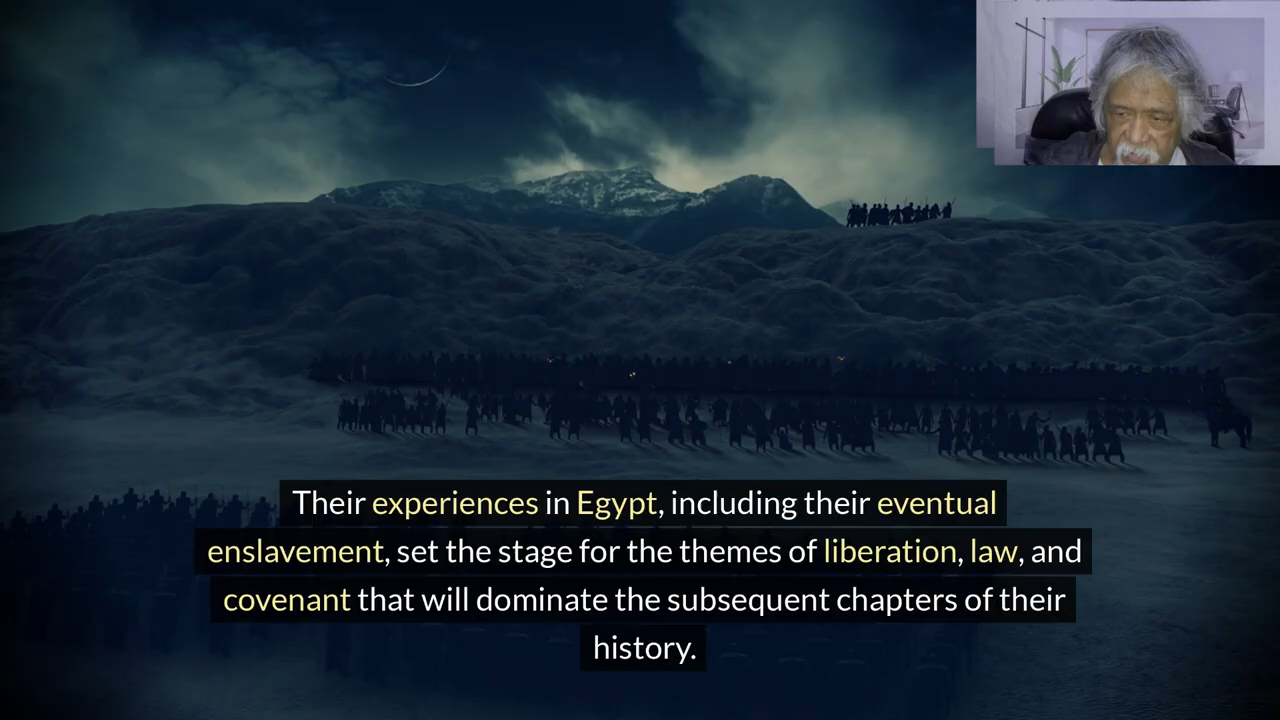 Their experiences in Egypt, including their eventual
enslavement, set the stage for the themes of liberation, law, and
covenant that will dominate the subsequent chapters of their
history.